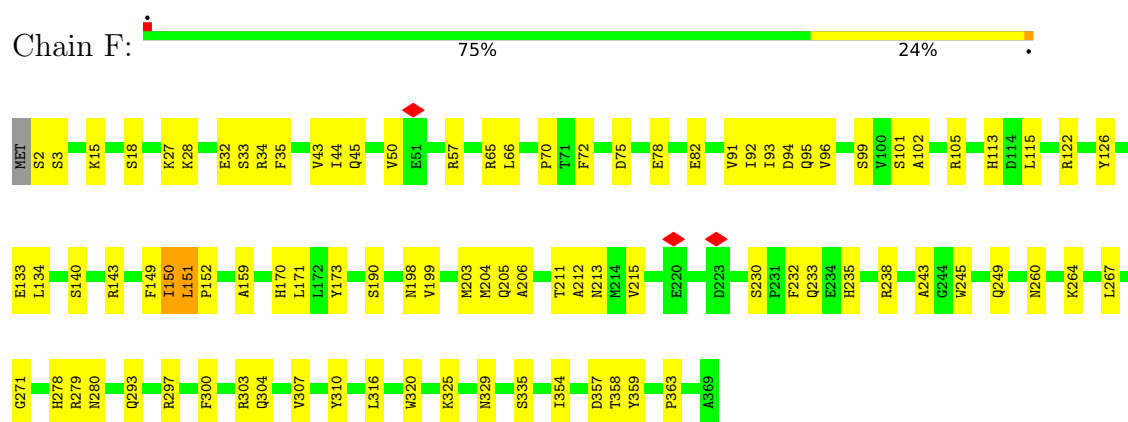 Chain F:
75%
24%
MET S2 S3 K15 S18 K27 K28 E32 S33 R34 F35 V43 I44 Q45 V50 E51 R57 R65 L66 P70 T71 F72 D75 E78 E82 V91 I92 I93 D94 Q95 V96 S99 V100 S101 A102 R105 H113 D114 L115 R122 Y126
E133 L134 S140 R143 F149 I150 L151 P152 A159 H170 L171 L172 Y173 S190 N198 V199 M203 M204 Q205 A206 T211 A212 N213 M214 V215 E220 D223 S230 P231 F232 Q233 E234 H235 R238 A243 G244 W245 Q249 N260 K264 L267
G271 H278 R279 N280 Q293 R297 F300 R303 Q304 V307 Y310 L316 W320 K325 N329 S335 I354 D357 T358 Y359 P363 A369